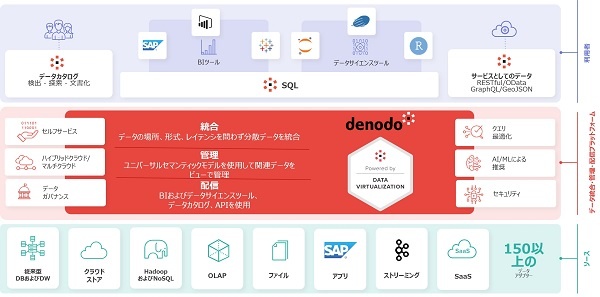 データカタログ
検出・探索・文書化
SAP
BIツール
データサイエンスツール
R
サービスとしてのデータ
RESTful/OData
GraphQL/GeoJSON
SQL
利用者
011101
110001
セルフサービス
ハイブリッドクラウド/
マルチクラウド
データ
ガバナンス
統合
データの場所、形式、レイテンシを問わず分散データを統合
管理
ユニバーサルセマンティックモデルを使用して関連データを
ビューで管理
配信
BIおよびデータサイエンスツール、
データカタログ、APIを使用
denodo
Powered by
DATA
VIRTUALIZATION
クエリ
最適化
AI/MLによる
推奨
セキュリティ
データ統合・管理・配信プラットフォーム
従来型
DBおよびDW
クラウド
ストア
Hadoop
およびNoSQL
OLAP
ファイル
SAP
アプリ
ストリーミング
SaaS
SaaS
150以
上の
データ
アダプター
ソース